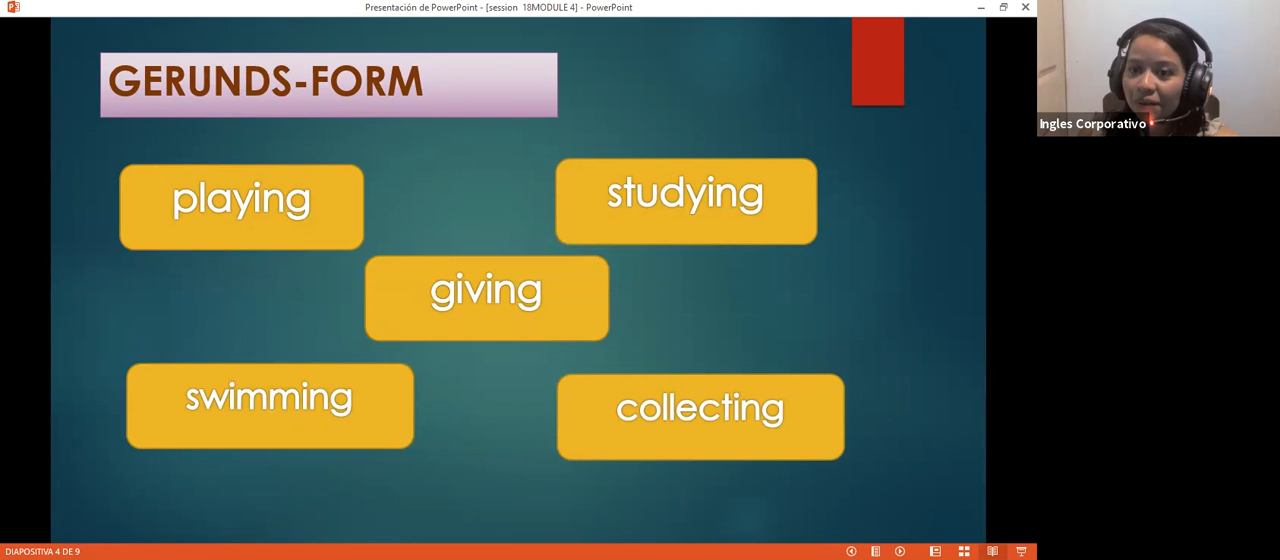 Presentación de PowerPoint - [session 18MODULE 4] - PowerPoint
GERUNDS-FORM
playing
studying
giving
swimming
collecting
Ingles Corporativo
DIAPOSITIVA 4 DE 9